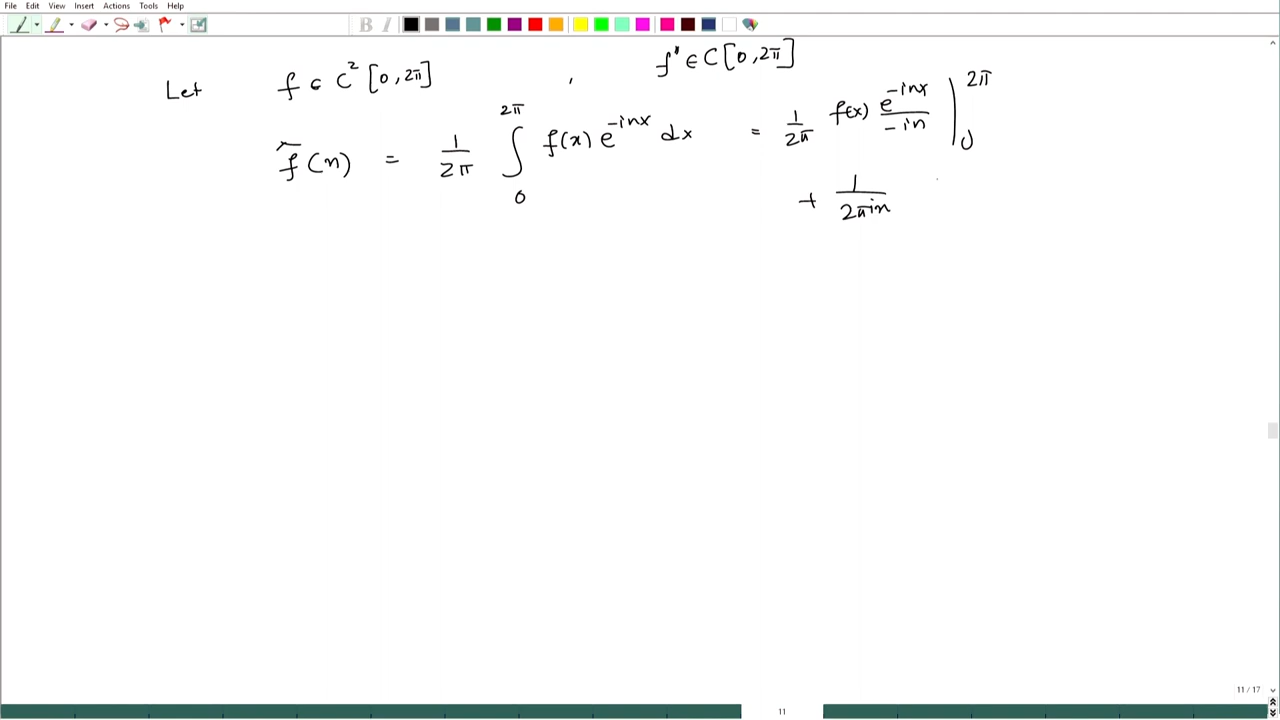 File Edit View Insert Actions Tools Help
B I
Let f ∈ C² [0, 2π] , f'' ∈ C[0, 2π]
f̂(n) = 1/2π ∫₀^2π f(x) e^-inx dx = 1/2π f(x) e^-inx/-in |₀^2π
+ 1/2πin
11 / 17
11